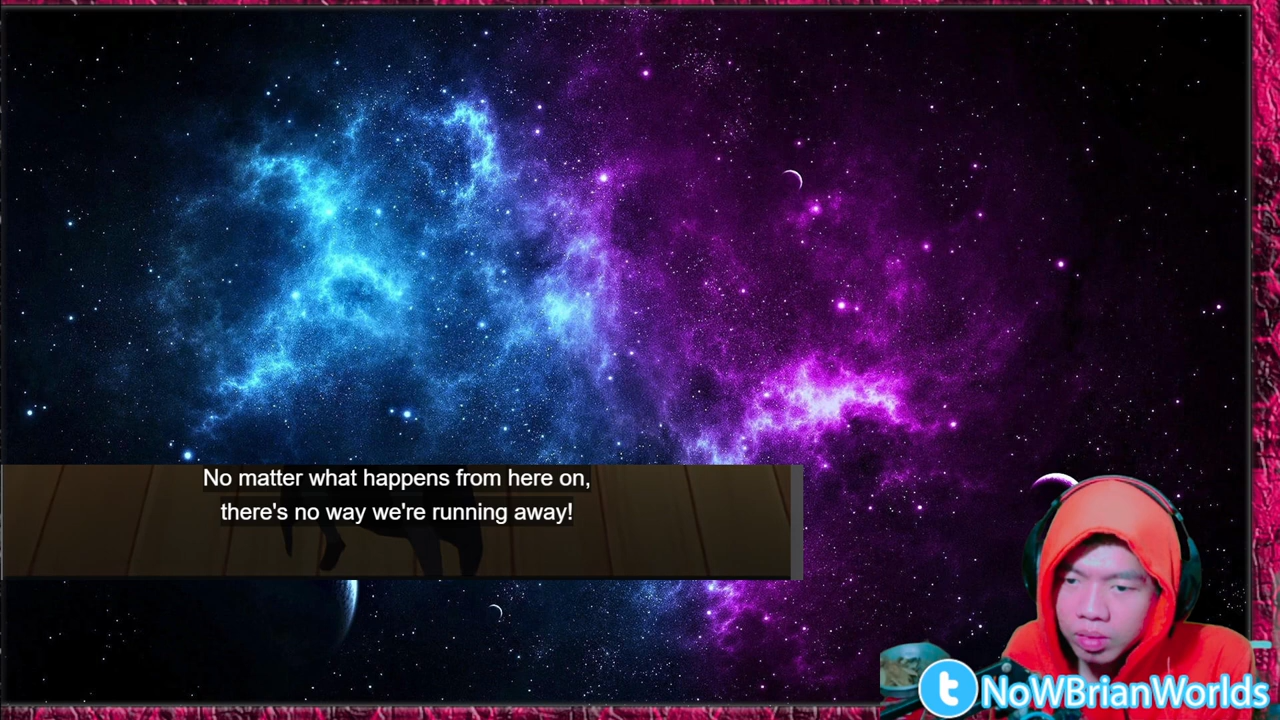 No matter what happens from here on,
there's no way we're running away!
NoWBrianWorlds